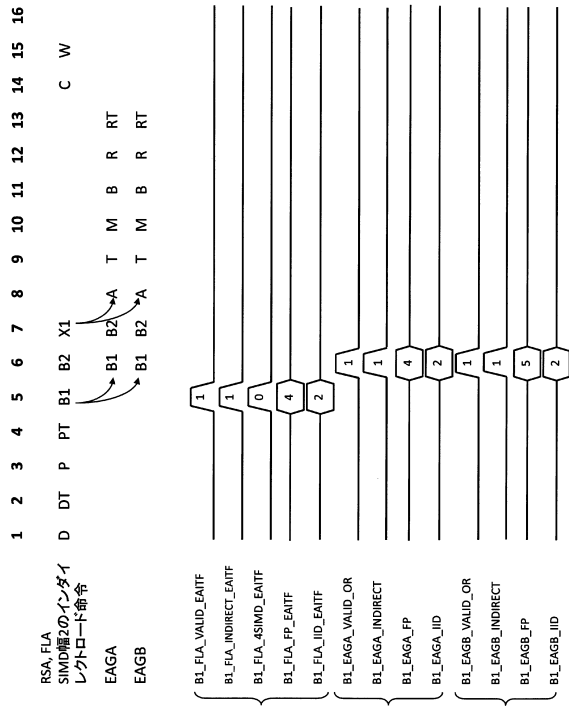 1 2 3 4 5 6 7 8 9 10 11 12 13 14 15 16
RSA, FLA
SIMD幅2のインダイ
レクトロード命令
D DT P PT B1 B2 X1 C W
EAGA B1 B2 A T M B R RT
EAGB B1 B2 A T M B R RT
B1_FLA_VALID_EAITF 1
B1_FLA_INDIRECT_EAITF 1
B1_FLA_4SIMD_EAITF 0
B1_FLA_FP_EAITF 4
B1_FLA_IID_EAITF 2
B1_EAGA_VALID_OR 1
B1_EAGA_INDIRECT 1
B1_EAGA_FP 4
B1_EAGA_IID 2
B1_EAGB_VALID_OR 1
B1_EAGB_INDIRECT 1
B1_EAGB_FP 5
B1_EAGB_IID 2